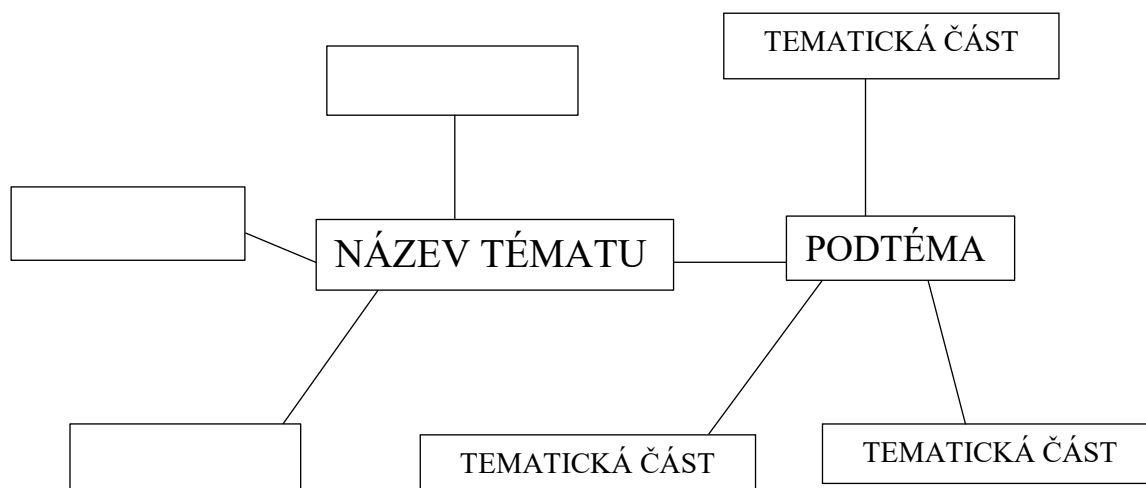 TEMATICKÁ ČÁST
NÁZEV TÉMATU
PODTÉMA
TEMATICKÁ ČÁST
TEMATICKÁ ČÁST